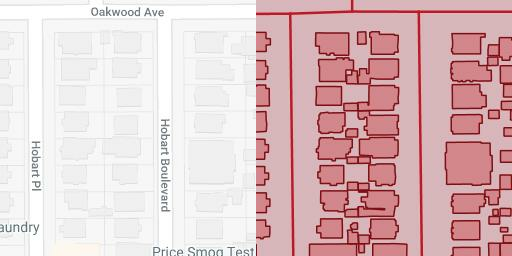 Oakwood Ave
Hobart Pl
Hobart Boulevard
aundry
Price Smog Test